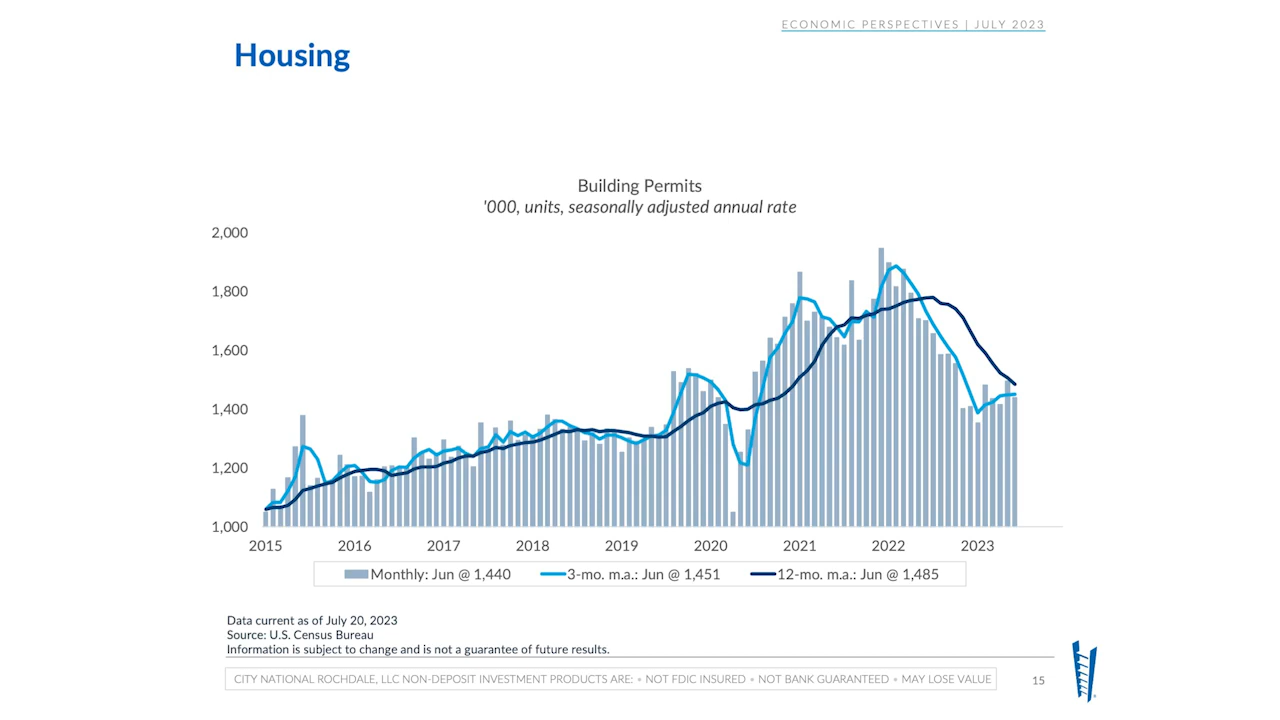 ECONOMIC PERSPECTIVES | JULY 2023
Housing
Building Permits
'000, units, seasonally adjusted annual rate
2,000
1,800
1,600
1,400
1,200
1,000
2015 2016 2017 2018 2019 2020 2021 2022 2023
Monthly: Jun @ 1,440 3-mo. m.a.: Jun @ 1,451 12-mo. m.a.: Jun @ 1,485
Data current as of July 20, 2023
Source: U.S. Census Bureau
Information is subject to change and is not a guarantee of future results.
CITY NATIONAL ROCHDALE, LLC NON-DEPOSIT INVESTMENT PRODUCTS ARE: • NOT FDIC INSURED • NOT BANK GUARANTEED • MAY LOSE VALUE
15